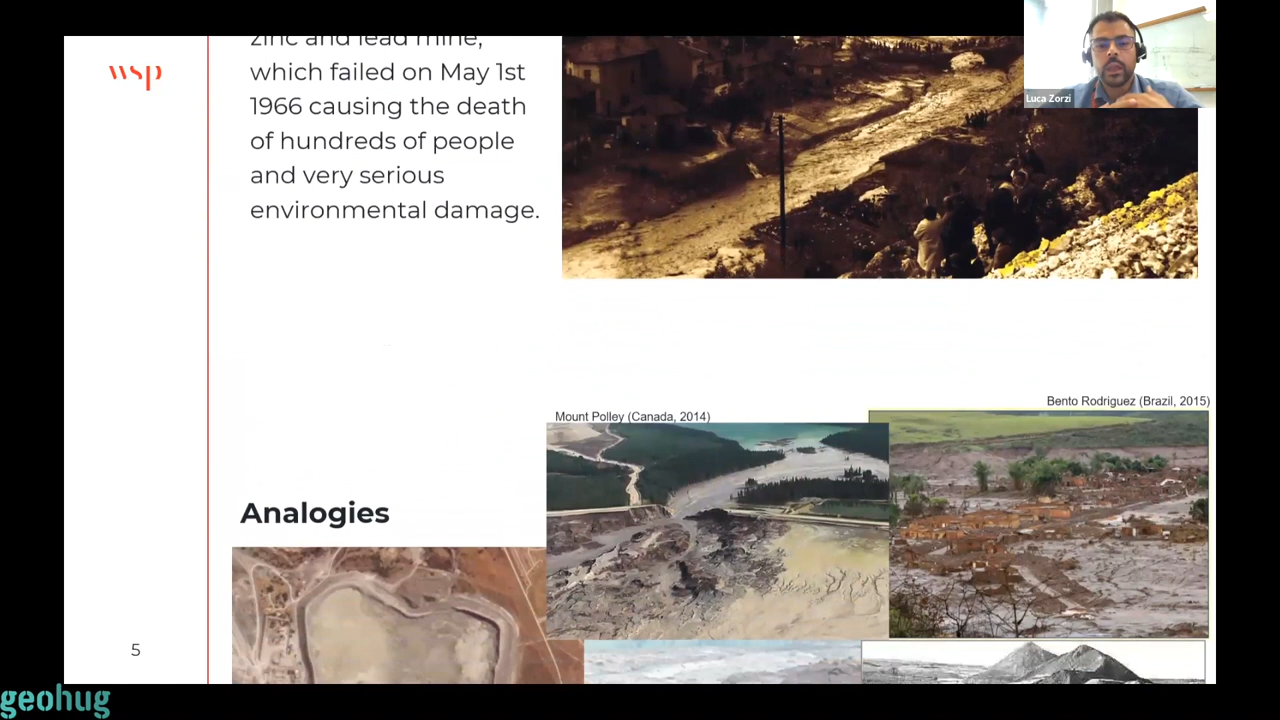 wsp
zinc and lead mine,
which failed on May 1st
1966 causing the death
of hundreds of people
and very serious
environmental damage.
Luca Zorzi
Mount Polley (Canada, 2014)
Bento Rodriguez (Brazil, 2015)
Analogies
5
geohug